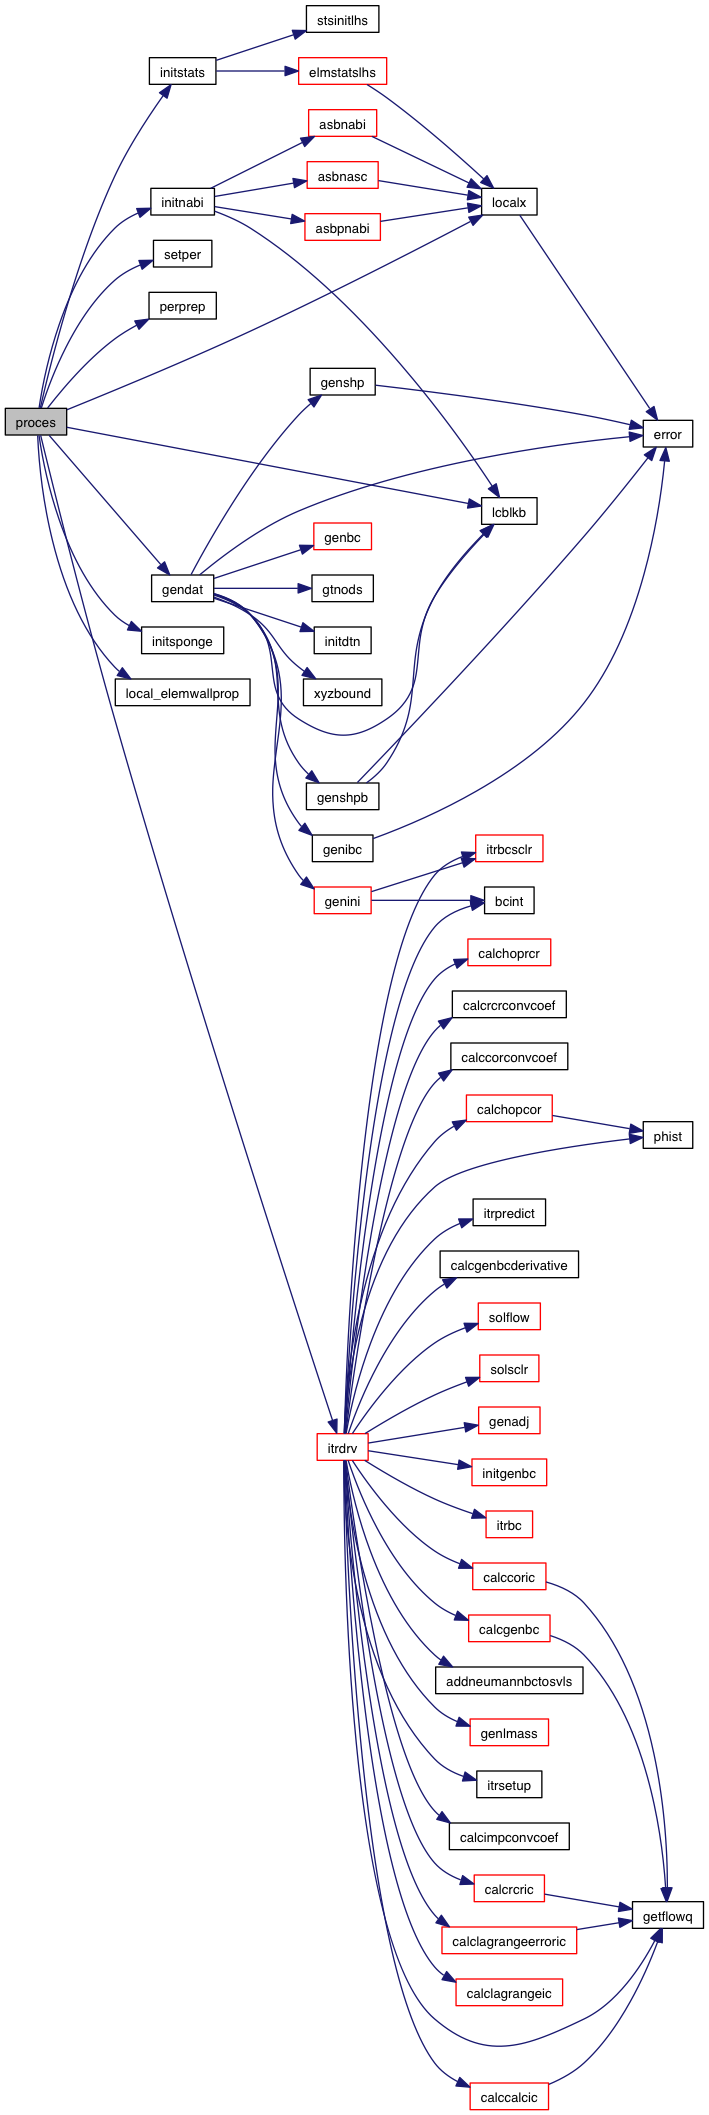 stsinitlhs
initstats
elmstatslhs
asbnabi
asbnasc
initnabi
localx
asbpnabi
setper
perprep
genshp
proces
error
lcblkb
genbc
gendat
gtnods
initsponge
initdtn
local_elemwallprop
xyzbound
genshpb
genibc
itrbcsclr
genini
bcint
calchoprcr
calcrcrconvcoef
calccorconvcoef
calchopcor
phist
itrpredict
calcgenbcderivative
solflow
solsclr
genadj
itrdrv
initgenbc
itrbc
calccoric
calcgenbc
addneumannbctosvls
genlmass
itrsetup
calcimpconvcoef
calcrcric
getflowq
calclagrangeerroric
calclagrangeic
calccalcic